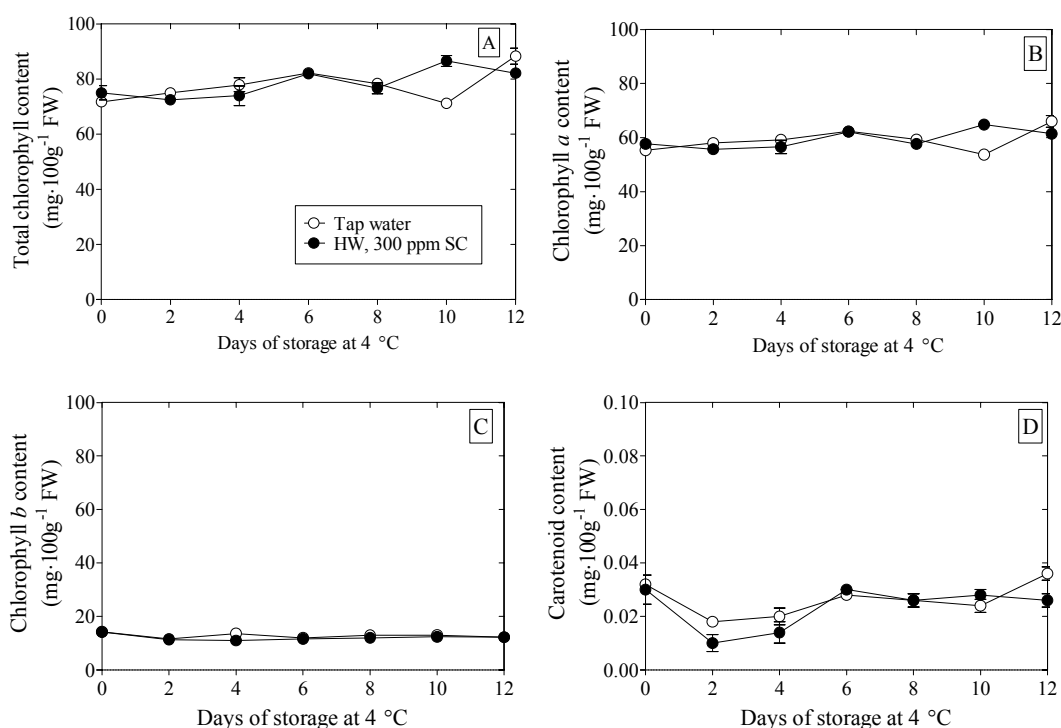 A
Total chlorophyll content
(mg·100g⁻¹ FW)
100
80
60
40
20
0
Tap water
HW, 300 ppm SC
0 2 4 6 8 10 12
Days of storage at 4 °C
B
Chlorophyll a content
(mg·100g⁻¹ FW)
100
80
60
40
20
0
0 2 4 6 8 10 12
Days of storage at 4 °C
C
Chlorophyll b content
(mg·100g⁻¹ FW)
100
80
60
40
20
0
0 2 4 6 8 10 12
Days of storage at 4 °C
D
Carotenoid content
(mg·100g⁻¹ FW)
0.10
0.08
0.06
0.04
0.02
0.00
0 2 4 6 8 10 12
Days of storage at 4 °C